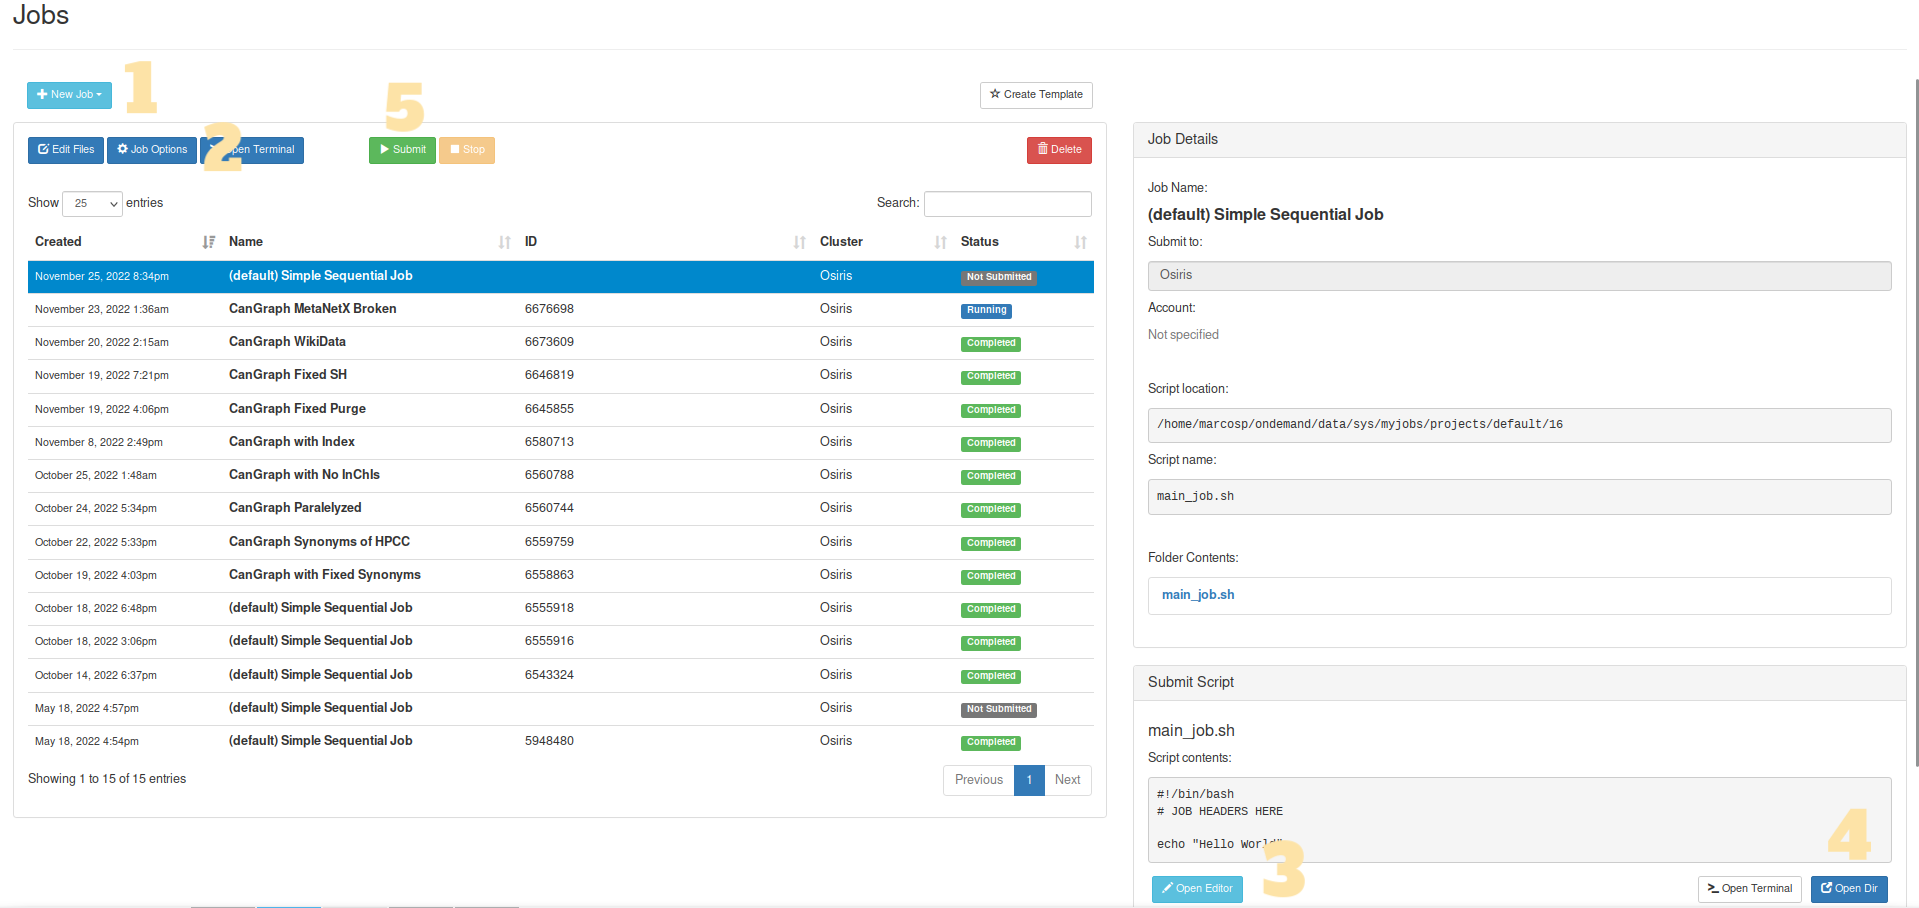 Jobs
New Job
1
5
Create Template
Edit Files Job Options 2 Open Terminal Submit Stop Delete
Show 25 entries Search:
Created Name ID Cluster Status
November 25, 2022 8:34pm (default) Simple Sequential Job Osiris Not Submitted
November 23, 2022 1:36am CanGraph MetaNetX Broken 6676698 Osiris Running
November 20, 2022 2:15am CanGraph WikiData 6673609 Osiris Completed
November 19, 2022 7:21pm CanGraph Fixed SH 6646819 Osiris Completed
November 19, 2022 4:06pm CanGraph Fixed Purge 6645855 Osiris Completed
November 8, 2022 2:49pm CanGraph with Index 6580713 Osiris Completed
October 25, 2022 1:48am CanGraph with No InChIs 6560788 Osiris Completed
October 24, 2022 5:34pm CanGraph Paralelyzed 6560744 Osiris Completed
October 22, 2022 5:33pm CanGraph Synonyms of HPCC 6559759 Osiris Completed
October 19, 2022 4:03pm CanGraph with Fixed Synonyms 6558863 Osiris Completed
October 18, 2022 6:48pm (default) Simple Sequential Job 6555918 Osiris Completed
October 18, 2022 3:06pm (default) Simple Sequential Job 6555916 Osiris Completed
October 14, 2022 6:37pm (default) Simple Sequential Job 6543324 Osiris Completed
May 18, 2022 4:57pm (default) Simple Sequential Job Osiris Not Submitted
May 18, 2022 4:54pm (default) Simple Sequential Job 5948480 Osiris Completed
Showing 1 to 15 of 15 entries Previous 1 Next
Job Details
Job Name:
(default) Simple Sequential Job
Submit to:
Osiris
Account:
Not specified
Script location:
/home/marcosp/ondemand/data/sys/myjobs/projects/default/16
Script name:
main_job.sh
Folder Contents:
main_job.sh
Submit Script
main_job.sh
Script contents:
#!/bin/bash
# JOB HEADERS HERE
echo "Hello World"
4
3
Open Editor Open Terminal Open Dir